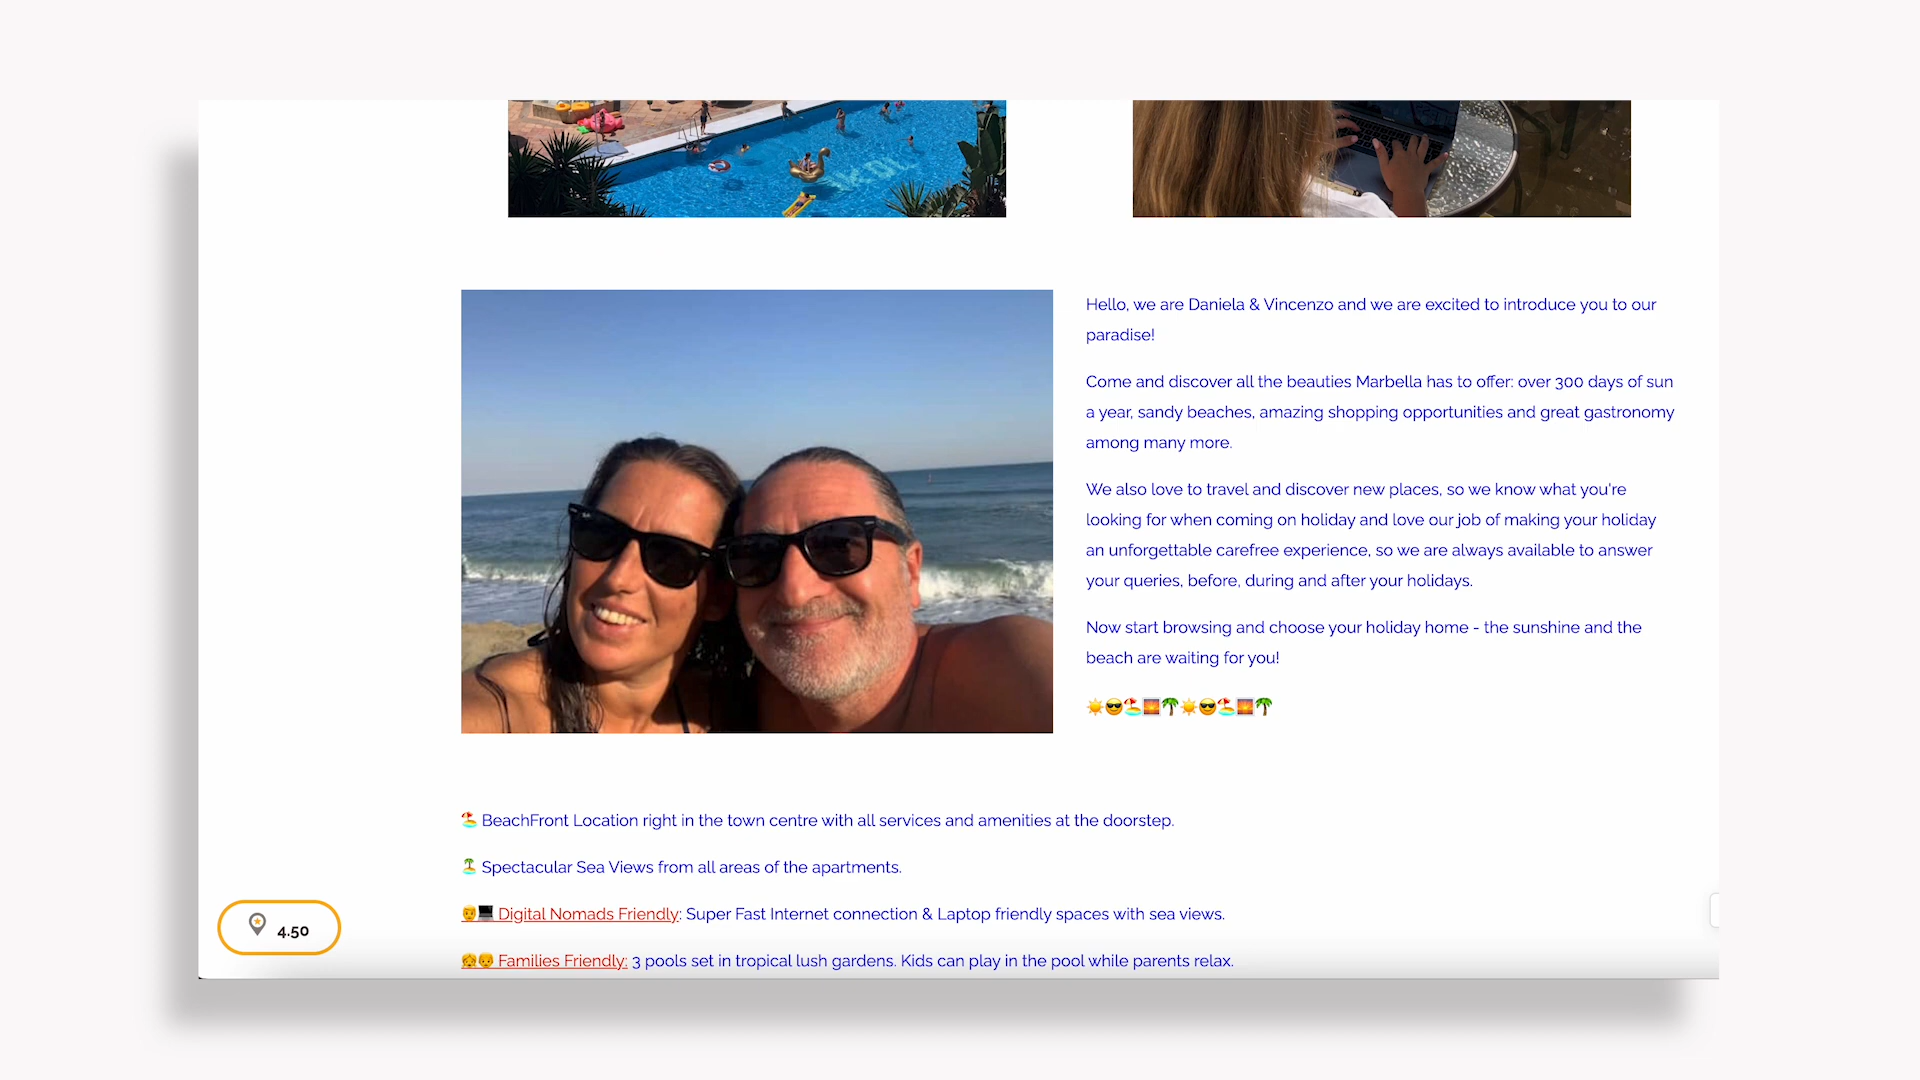 Hello, we are Daniela & Vincenzo and we are excited to introduce you to our
paradise!
Come and discover all the beauties Marbella has to offer: over 300 days of sun
a year, sandy beaches, amazing shopping opportunities and great gastronomy
among many more.
We also love to travel and discover new places, so we know what you're
looking for when coming on holiday and love our job of making your holiday
an unforgettable carefree experience, so we are always available to answer
your queries, before, during and after your holidays.
Now start browsing and choose your holiday home - the sunshine and the
beach are waiting for you!
☀️😎🏖️🌅🌴☀️😎🏖️🌅🌴
🏖️ BeachFront Location right in the town centre with all services and amenities at the doorstep.
🏝️ Spectacular Sea Views from all areas of the apartments.
👨‍💻 Digital Nomads Friendly: Super Fast Internet connection & Laptop friendly spaces with sea views.
Families Friendly: 3 pools set in tropical lush gardens. Kids can play in the pool while parents relax.
4.50